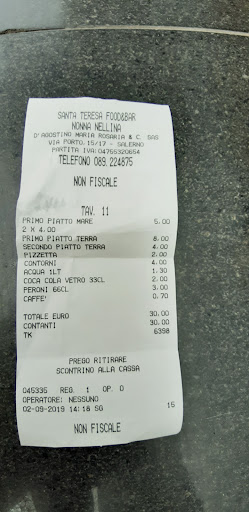 SANTA TERESA FOOD&BAR
NONNA NELLINA
D'AGOSTINO MARIA ROSARIA & C. SAS
VIA PORTO, 15/17 - SALERNO
PARTITA IVA: 04765320654
TELEFONO 089.224875
NON FISCALE
TAV. 11
PRIMO PIATTO MARE 5.00
2 X 4.00
PRIMO PIATTO TERRA 8.00
SECONDO PIATTO TERRA 4.00
PIZZETTA 2.00
CONTORNI 4.00
ACQUA 1LT 1.30
COCA COLA VETRO 33CL 2.00
PERONI 66CL 3.00
CAFFE' 0.70
TOTALE EURO 30.00
CONTANTI 30.00
TK 6398
PREGO RITIRARE
SCONTRINO ALLA CASSA
045335 REG. 1 OP. 0
OPERATORE: NESSUNO
02-09-2019 14:18 SG 15
NON FISCALE